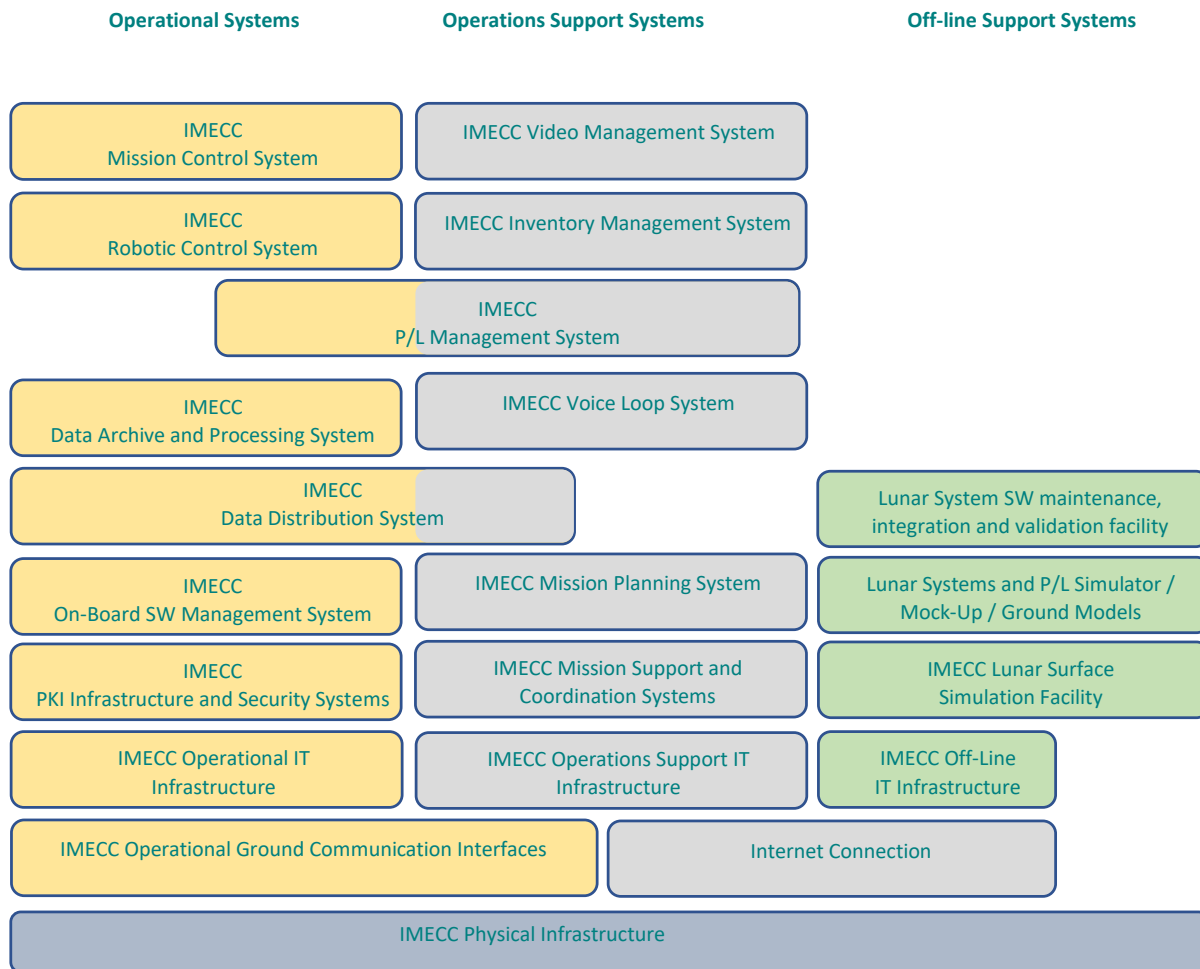 Operational Systems
Operations Support Systems
Off-line Support Systems
IMECC
Mission Control System
IMECC Video Management System
IMECC
Robotic Control System
IMECC Inventory Management System
IMECC
P/L Management System
IMECC
Data Archive and Processing System
IMECC Voice Loop System
IMECC
Data Distribution System
Lunar System SW maintenance,
integration and validation facility
IMECC
On-Board SW Management System
IMECC Mission Planning System
Lunar Systems and P/L Simulator /
Mock-Up / Ground Models
IMECC
PKI Infrastructure and Security Systems
IMECC Mission Support and
Coordination Systems
IMECC Lunar Surface
Simulation Facility
IMECC Operational IT
Infrastructure
IMECC Operations Support IT
Infrastructure
IMECC Off-Line
IT Infrastructure
IMECC Operational Ground Communication Interfaces
Internet Connection
IMECC Physical Infrastructure